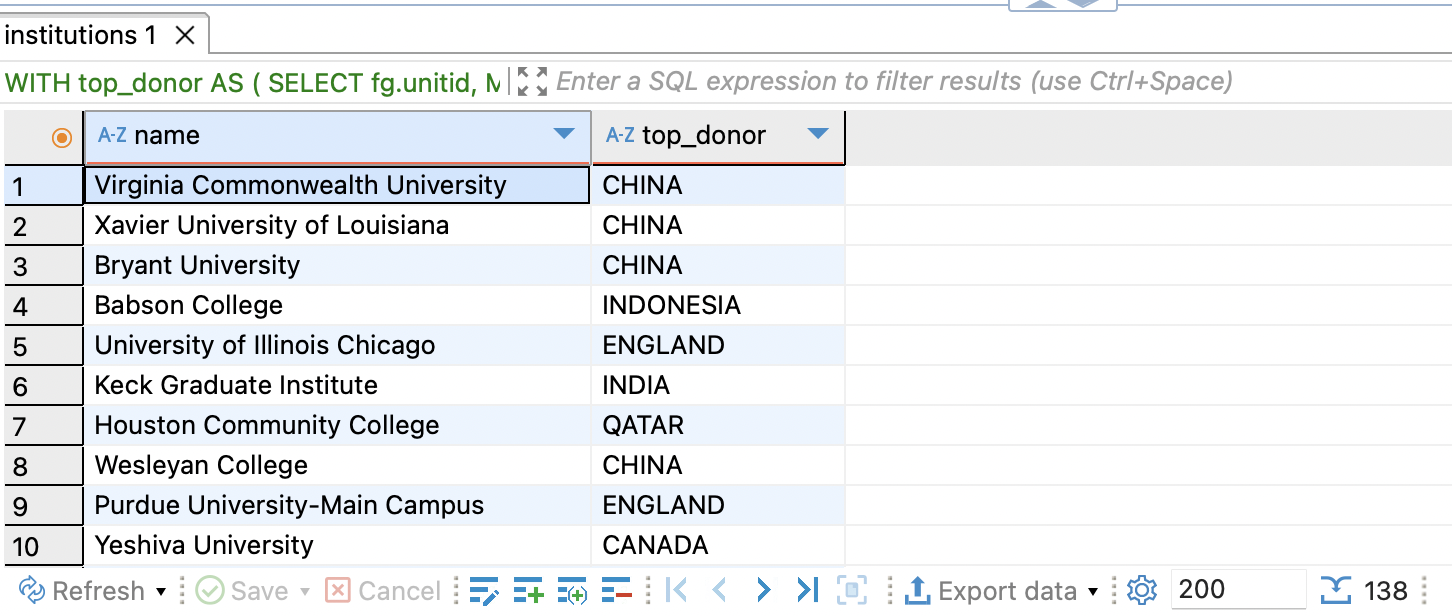 institutions 1
WITH top_donor AS ( SELECT fg.unitid, M Enter a SQL expression to filter results (use Ctrl+Space)
A-Z name A-Z top_donor
1 Virginia Commonwealth University CHINA
2 Xavier University of Louisiana CHINA
3 Bryant University CHINA
4 Babson College INDONESIA
5 University of Illinois Chicago ENGLAND
6 Keck Graduate Institute INDIA
7 Houston Community College QATAR
8 Wesleyan College CHINA
9 Purdue University-Main Campus ENGLAND
10 Yeshiva University CANADA
Refresh Save Cancel Export data 200 138